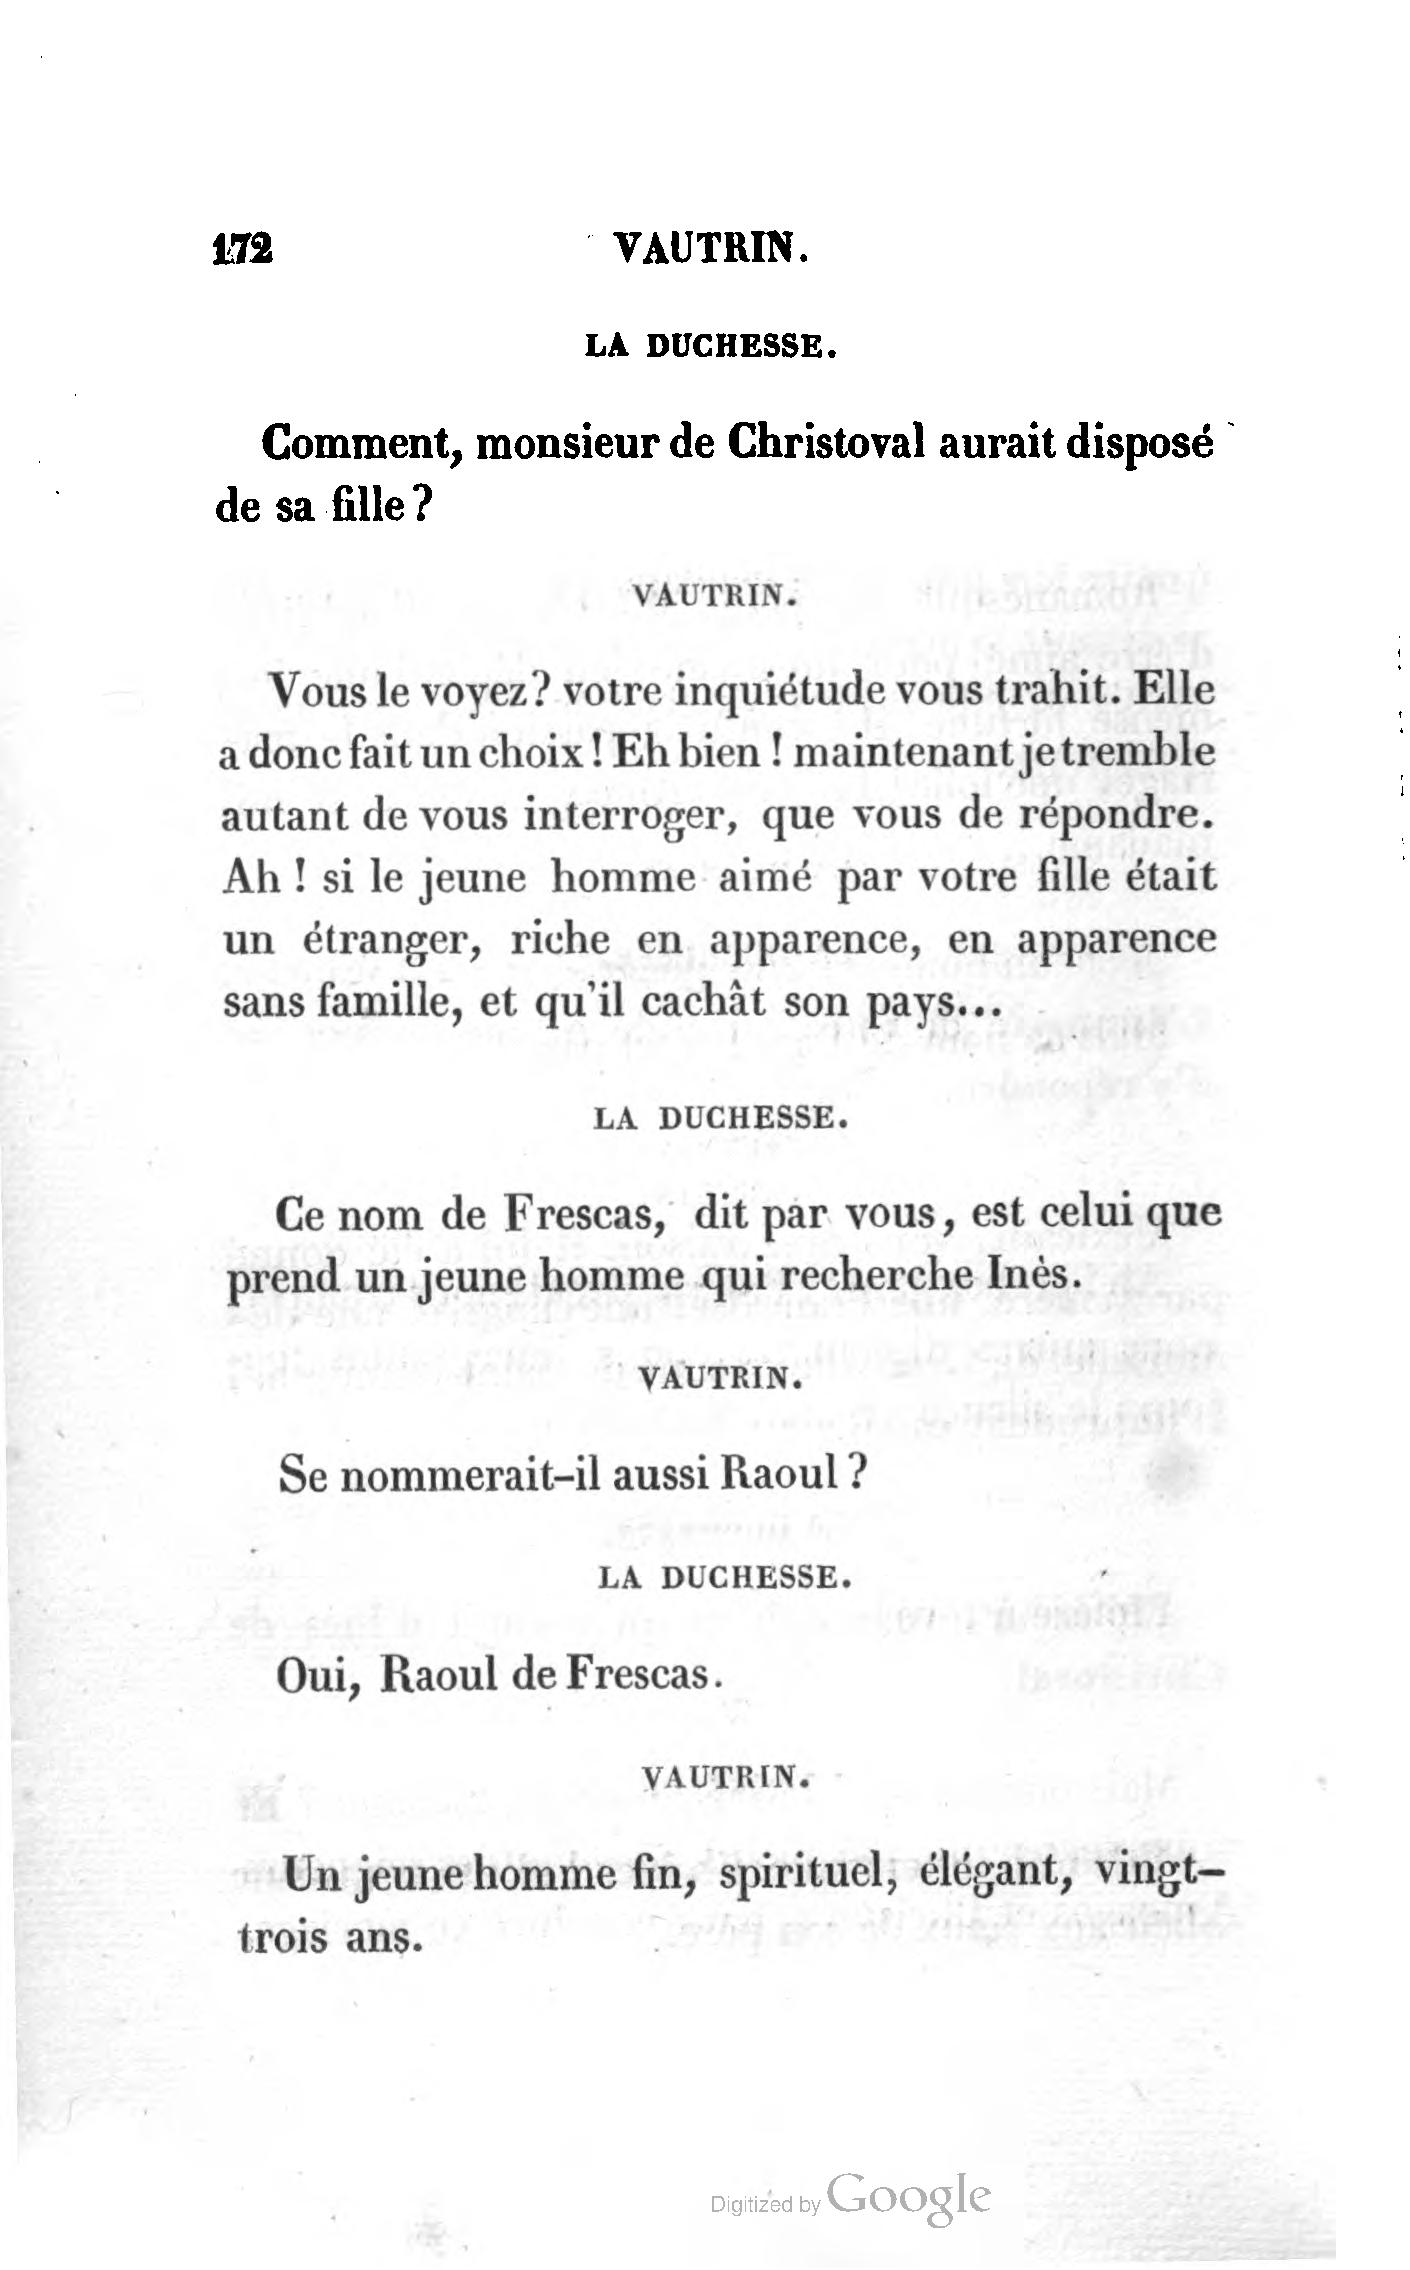 172 VAUTRIN.
LA DUCHESSE.
Comment, monsieur de Christoval aurait disposé
de sa fille ?
VAUTRIN.
Vous le voyez ? votre inquiétude vous trahit. Elle
a donc fait un choix ! Eh bien ! maintenant je tremble
autant de vous interroger, que vous de répondre.
Ah ! si le jeune homme aimé par votre fille était
un étranger, riche en apparence, en apparence
sans famille, et qu'il cachât son pays...
LA DUCHESSE.
Ce nom de Frescas, dit par vous, est celui que
prend un jeune homme qui recherche Inès.
VAUTRIN.
Se nommerait-il aussi Raoul ?
LA DUCHESSE.
Oui, Raoul de Frescas.
VAUTRIN.
Un jeune homme fin, spirituel, élégant, vingt-
trois ans.
Digitized by Google